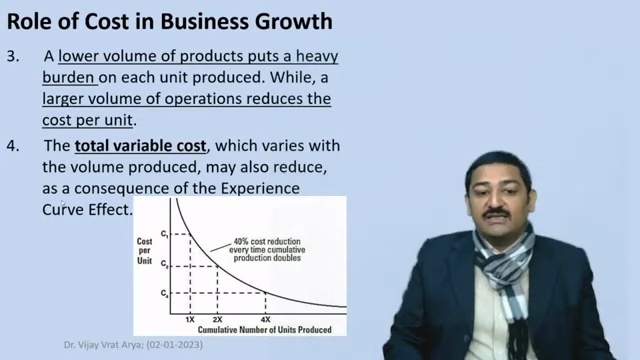 Role of Cost in Business Growth
3. A lower volume of products puts a heavy
burden on each unit produced. While, a
larger volume of operations reduces the
cost per unit.
4. The total variable cost, which varies with
the volume produced, may also reduce,
as a consequence of the Experience
Curve Effect.
Cost
per
Unit
C₁
C₂
C₄
40% cost reduction
every time cumulative
production doubles
1X 2X 4X
Cumulative Number of Units Produced
Dr. Vijay Vrat Arya; (02-01-2023)